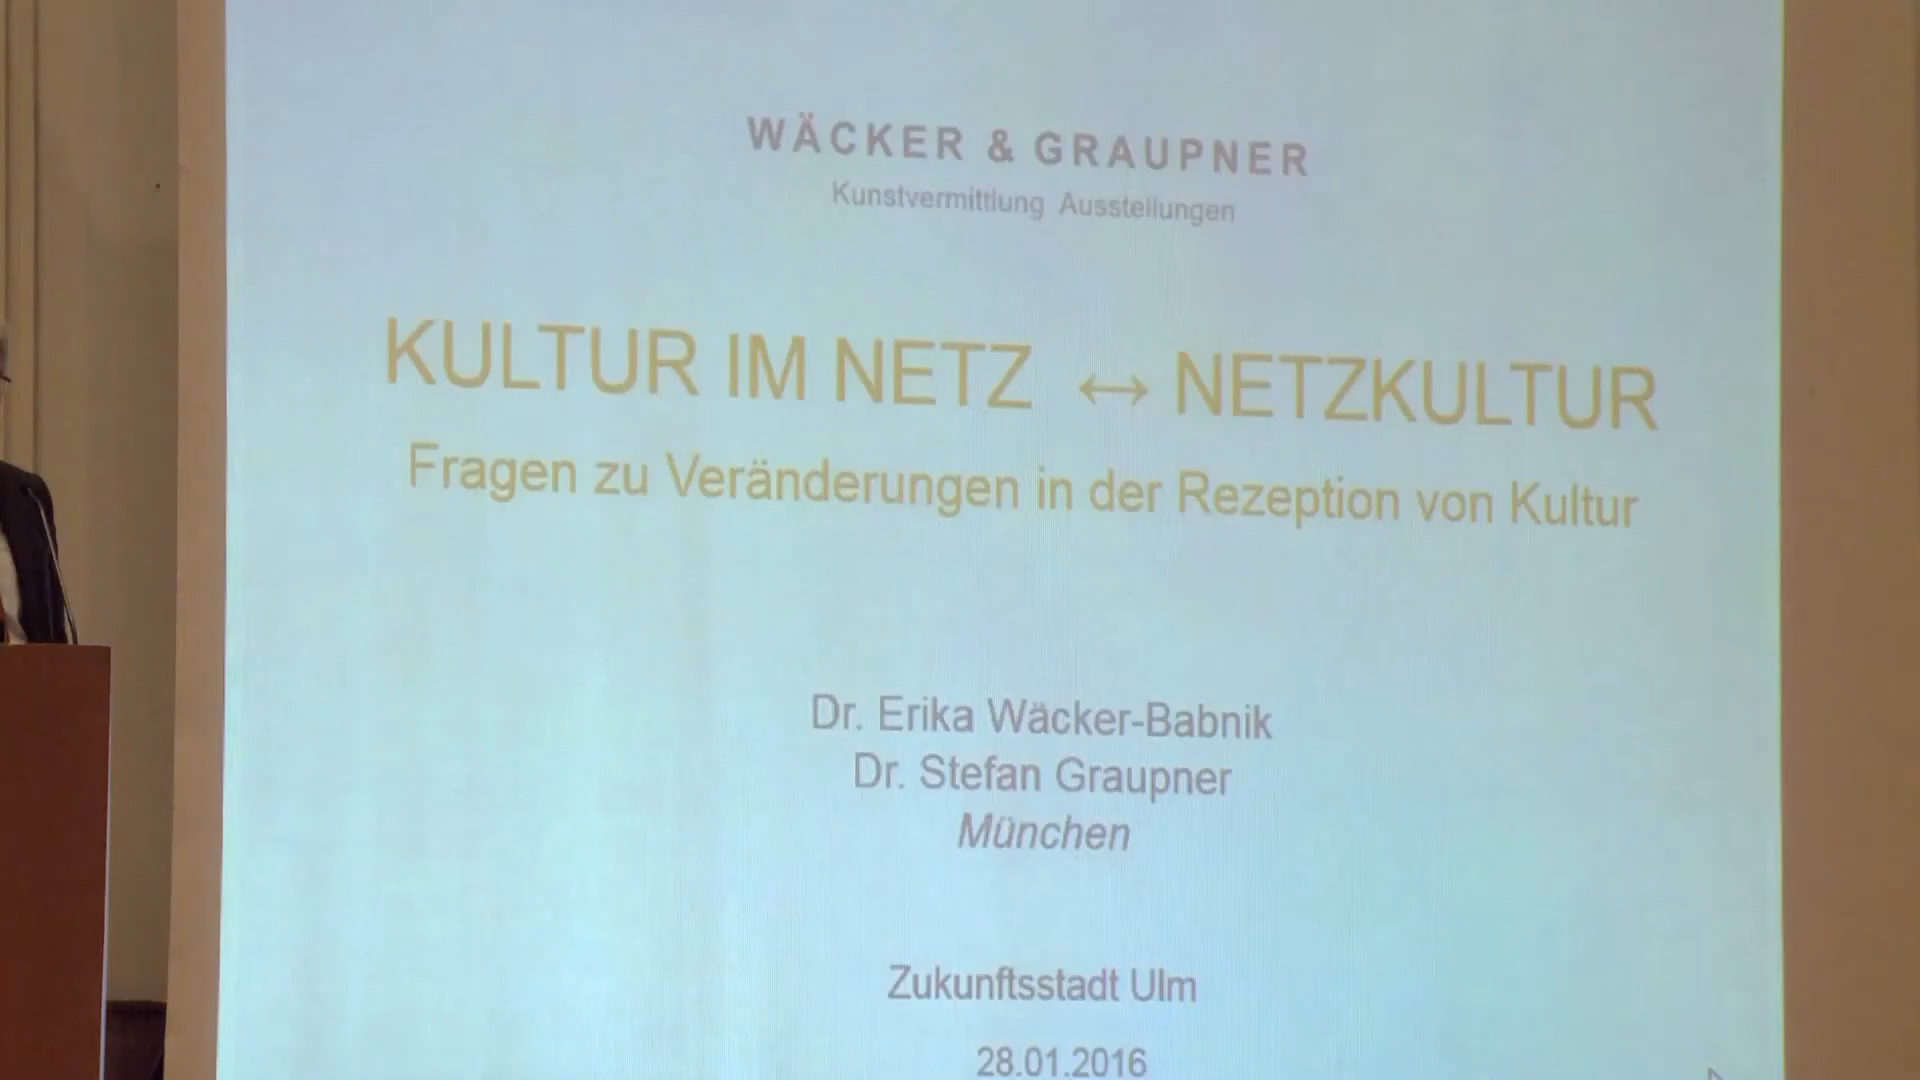 WÄCKER & GRAUPNER
Kunstvermittlung Ausstellungen
KULTUR IM NETZ ↔ NETZKULTUR
Fragen zu Veränderungen in der Rezeption von Kultur
Dr. Erika Wäcker-Babnik
Dr. Stefan Graupner
München
Zukunftsstadt Ulm
28.01.2016